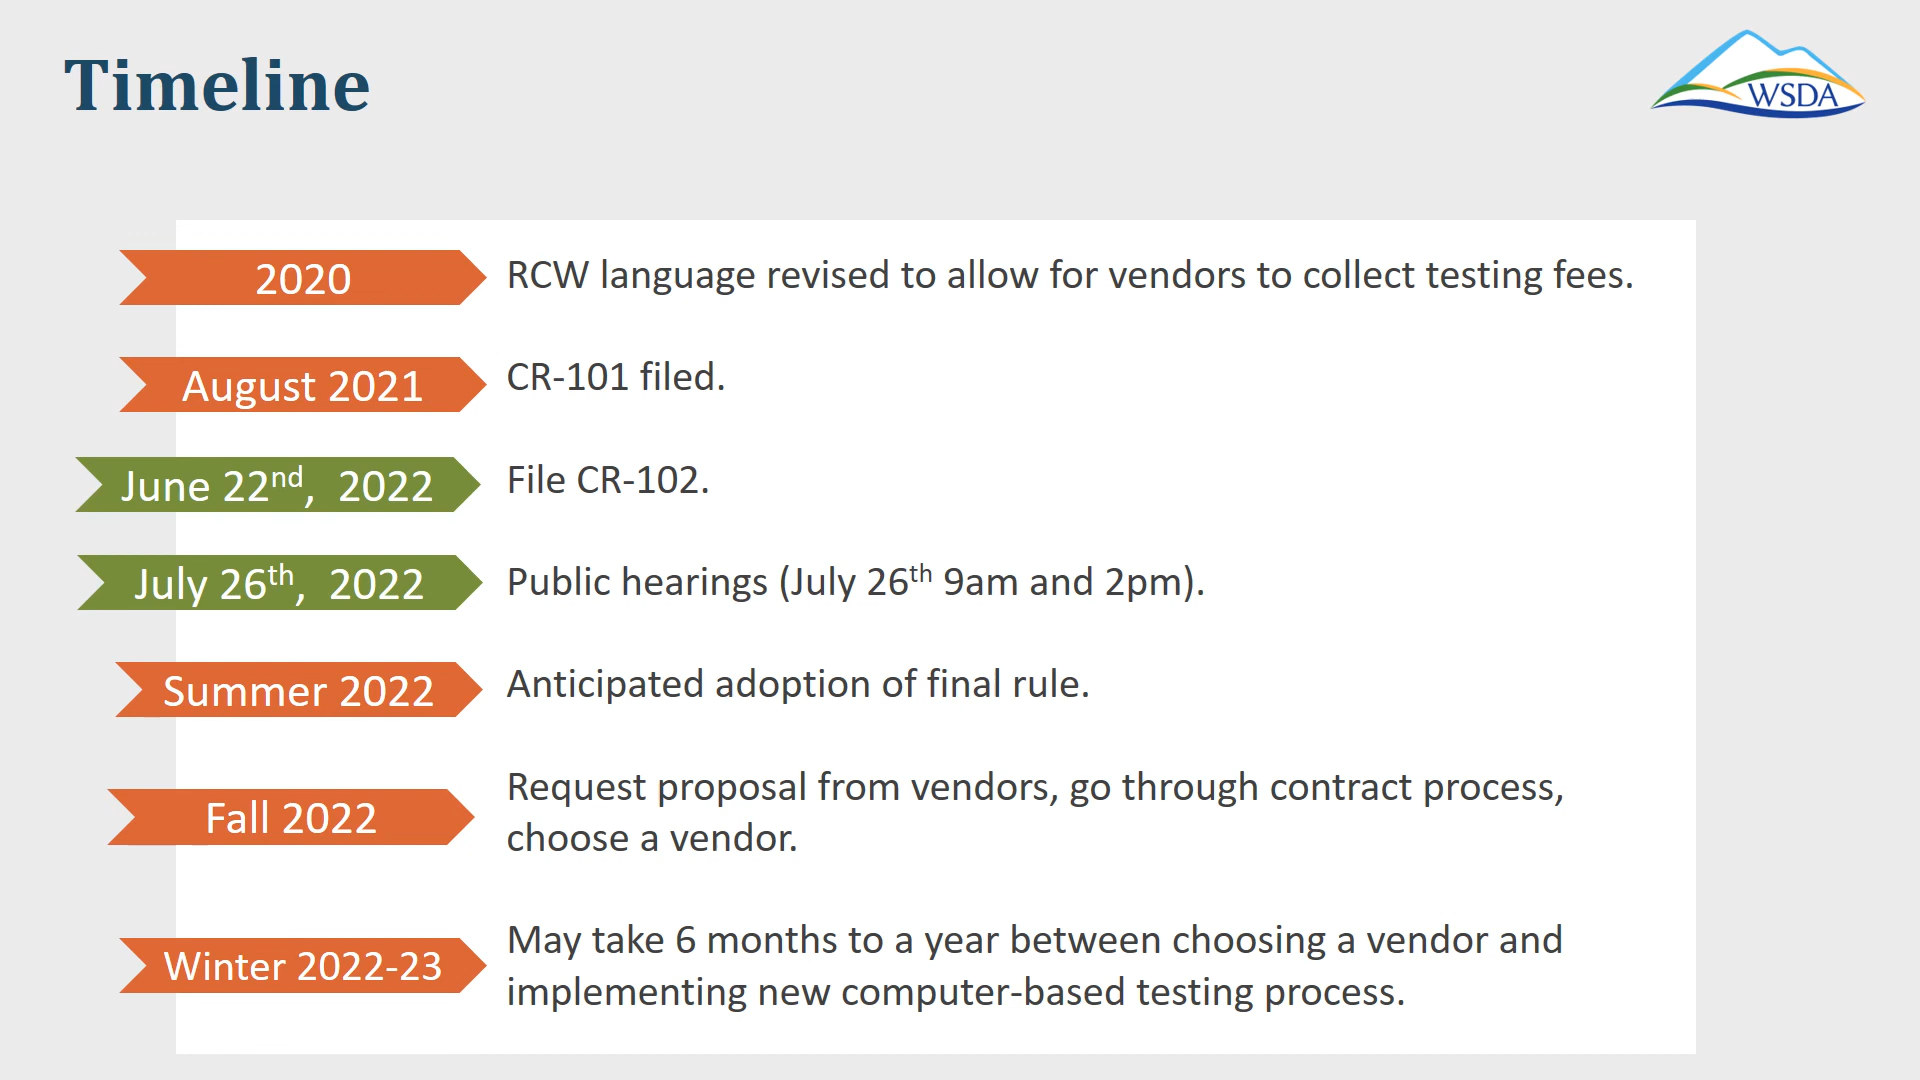 Timeline
WSDA
2020
RCW language revised to allow for vendors to collect testing fees.
August 2021
CR-101 filed.
June 22nd,  2022
File CR-102.
July 26th,  2022
Public hearings (July 26th 9am and 2pm).
Summer 2022
Anticipated adoption of final rule.
Fall 2022
Request proposal from vendors, go through contract process,
choose a vendor.
Winter 2022-23
May take 6 months to a year between choosing a vendor and
implementing new computer-based testing process.